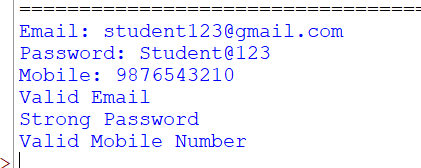 ===================================
Email: student123@gmail.com
Password: Student@123
Mobile: 9876543210
Valid Email
Strong Password
Valid Mobile Number
>